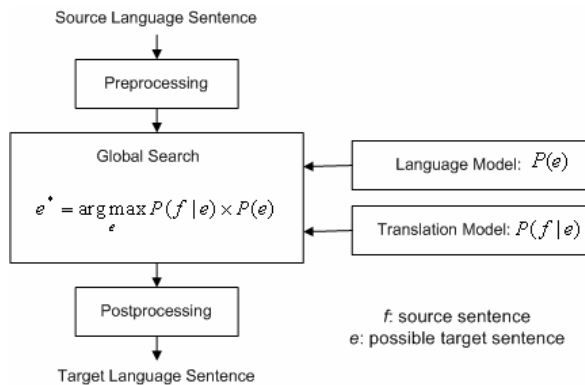 Source Language Sentence
Preprocessing
Global Search
e* = arg max P(f | e) × P(e)
e
Language Model: P(e)
Translation Model: P(f | e)
Postprocessing
f: source sentence
e: possible target sentence
Target Language Sentence